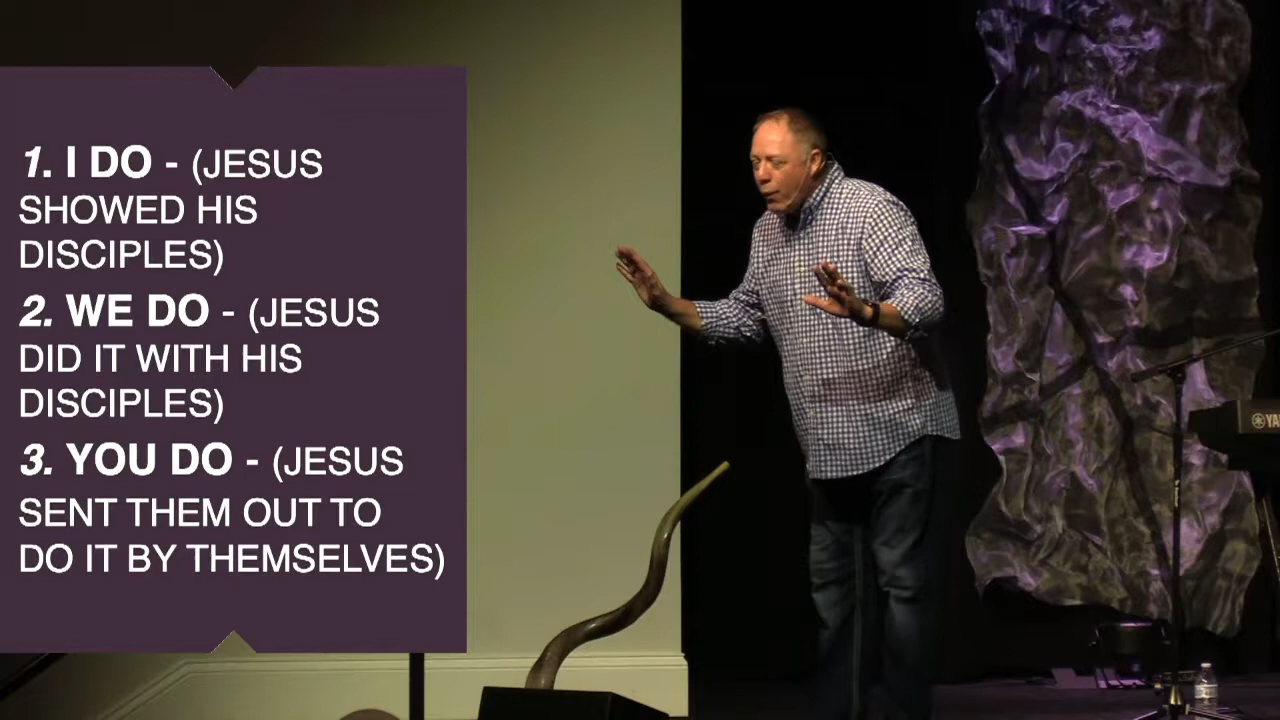 1. I DO - (JESUS
SHOWED HIS
DISCIPLES)
2. WE DO - (JESUS
DID IT WITH HIS
DISCIPLES)
3. YOU DO - (JESUS
SENT THEM OUT TO
DO IT BY THEMSELVES)
YA